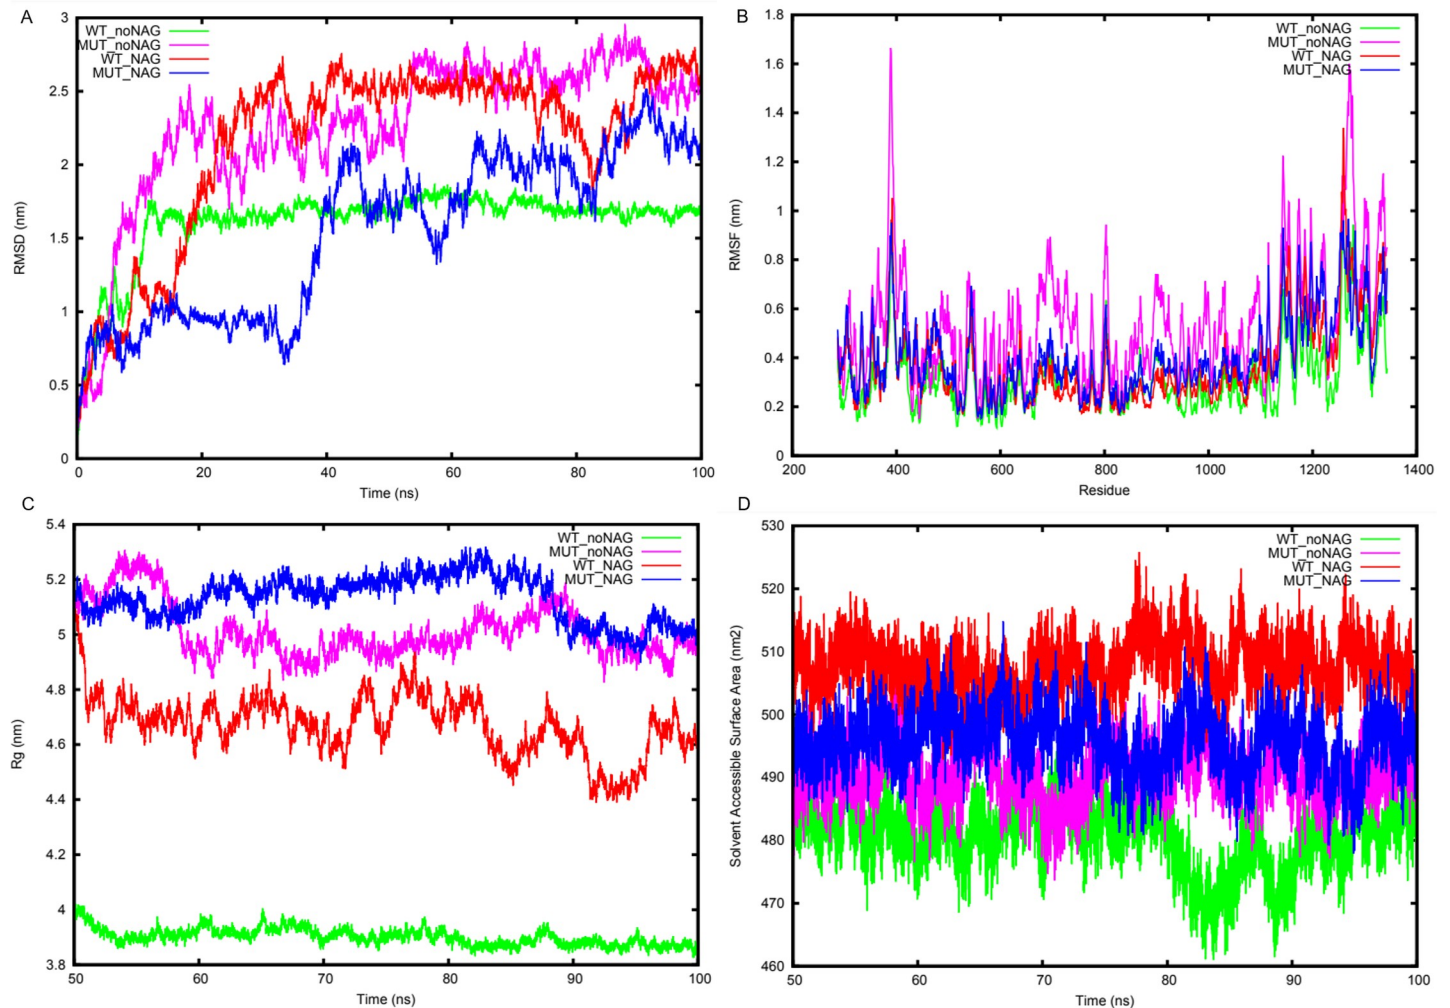 A
3
2.5
2
1.5
1
0.5
0
RMSD (nm)
WT_noNAG
MUT_noNAG
WT_NAG
MUT_NAG
0
20
40
60
80
100
Time (ns)
B
1.8
1.6
1.4
1.2
1
0.8
0.6
0.4
0.2
0
RMSF (nm)
WT_noNAG
MUT_noNAG
WT_NAG
MUT_NAG
200
400
600
800
1000
1200
1400
Residue
C
5.4
5.2
5
4.8
4.6
4.4
4.2
4
3.8
Rg (nm)
WT_noNAG
MUT_noNAG
WT_NAG
MUT_NAG
50
60
70
80
90
100
Time (ns)
D
530
520
510
500
490
480
470
460
Solvent Accessible Surface Area (nm2)
WT_noNAG
MUT_noNAG
WT_NAG
MUT_NAG
50
60
70
80
90
100
Time (ns)